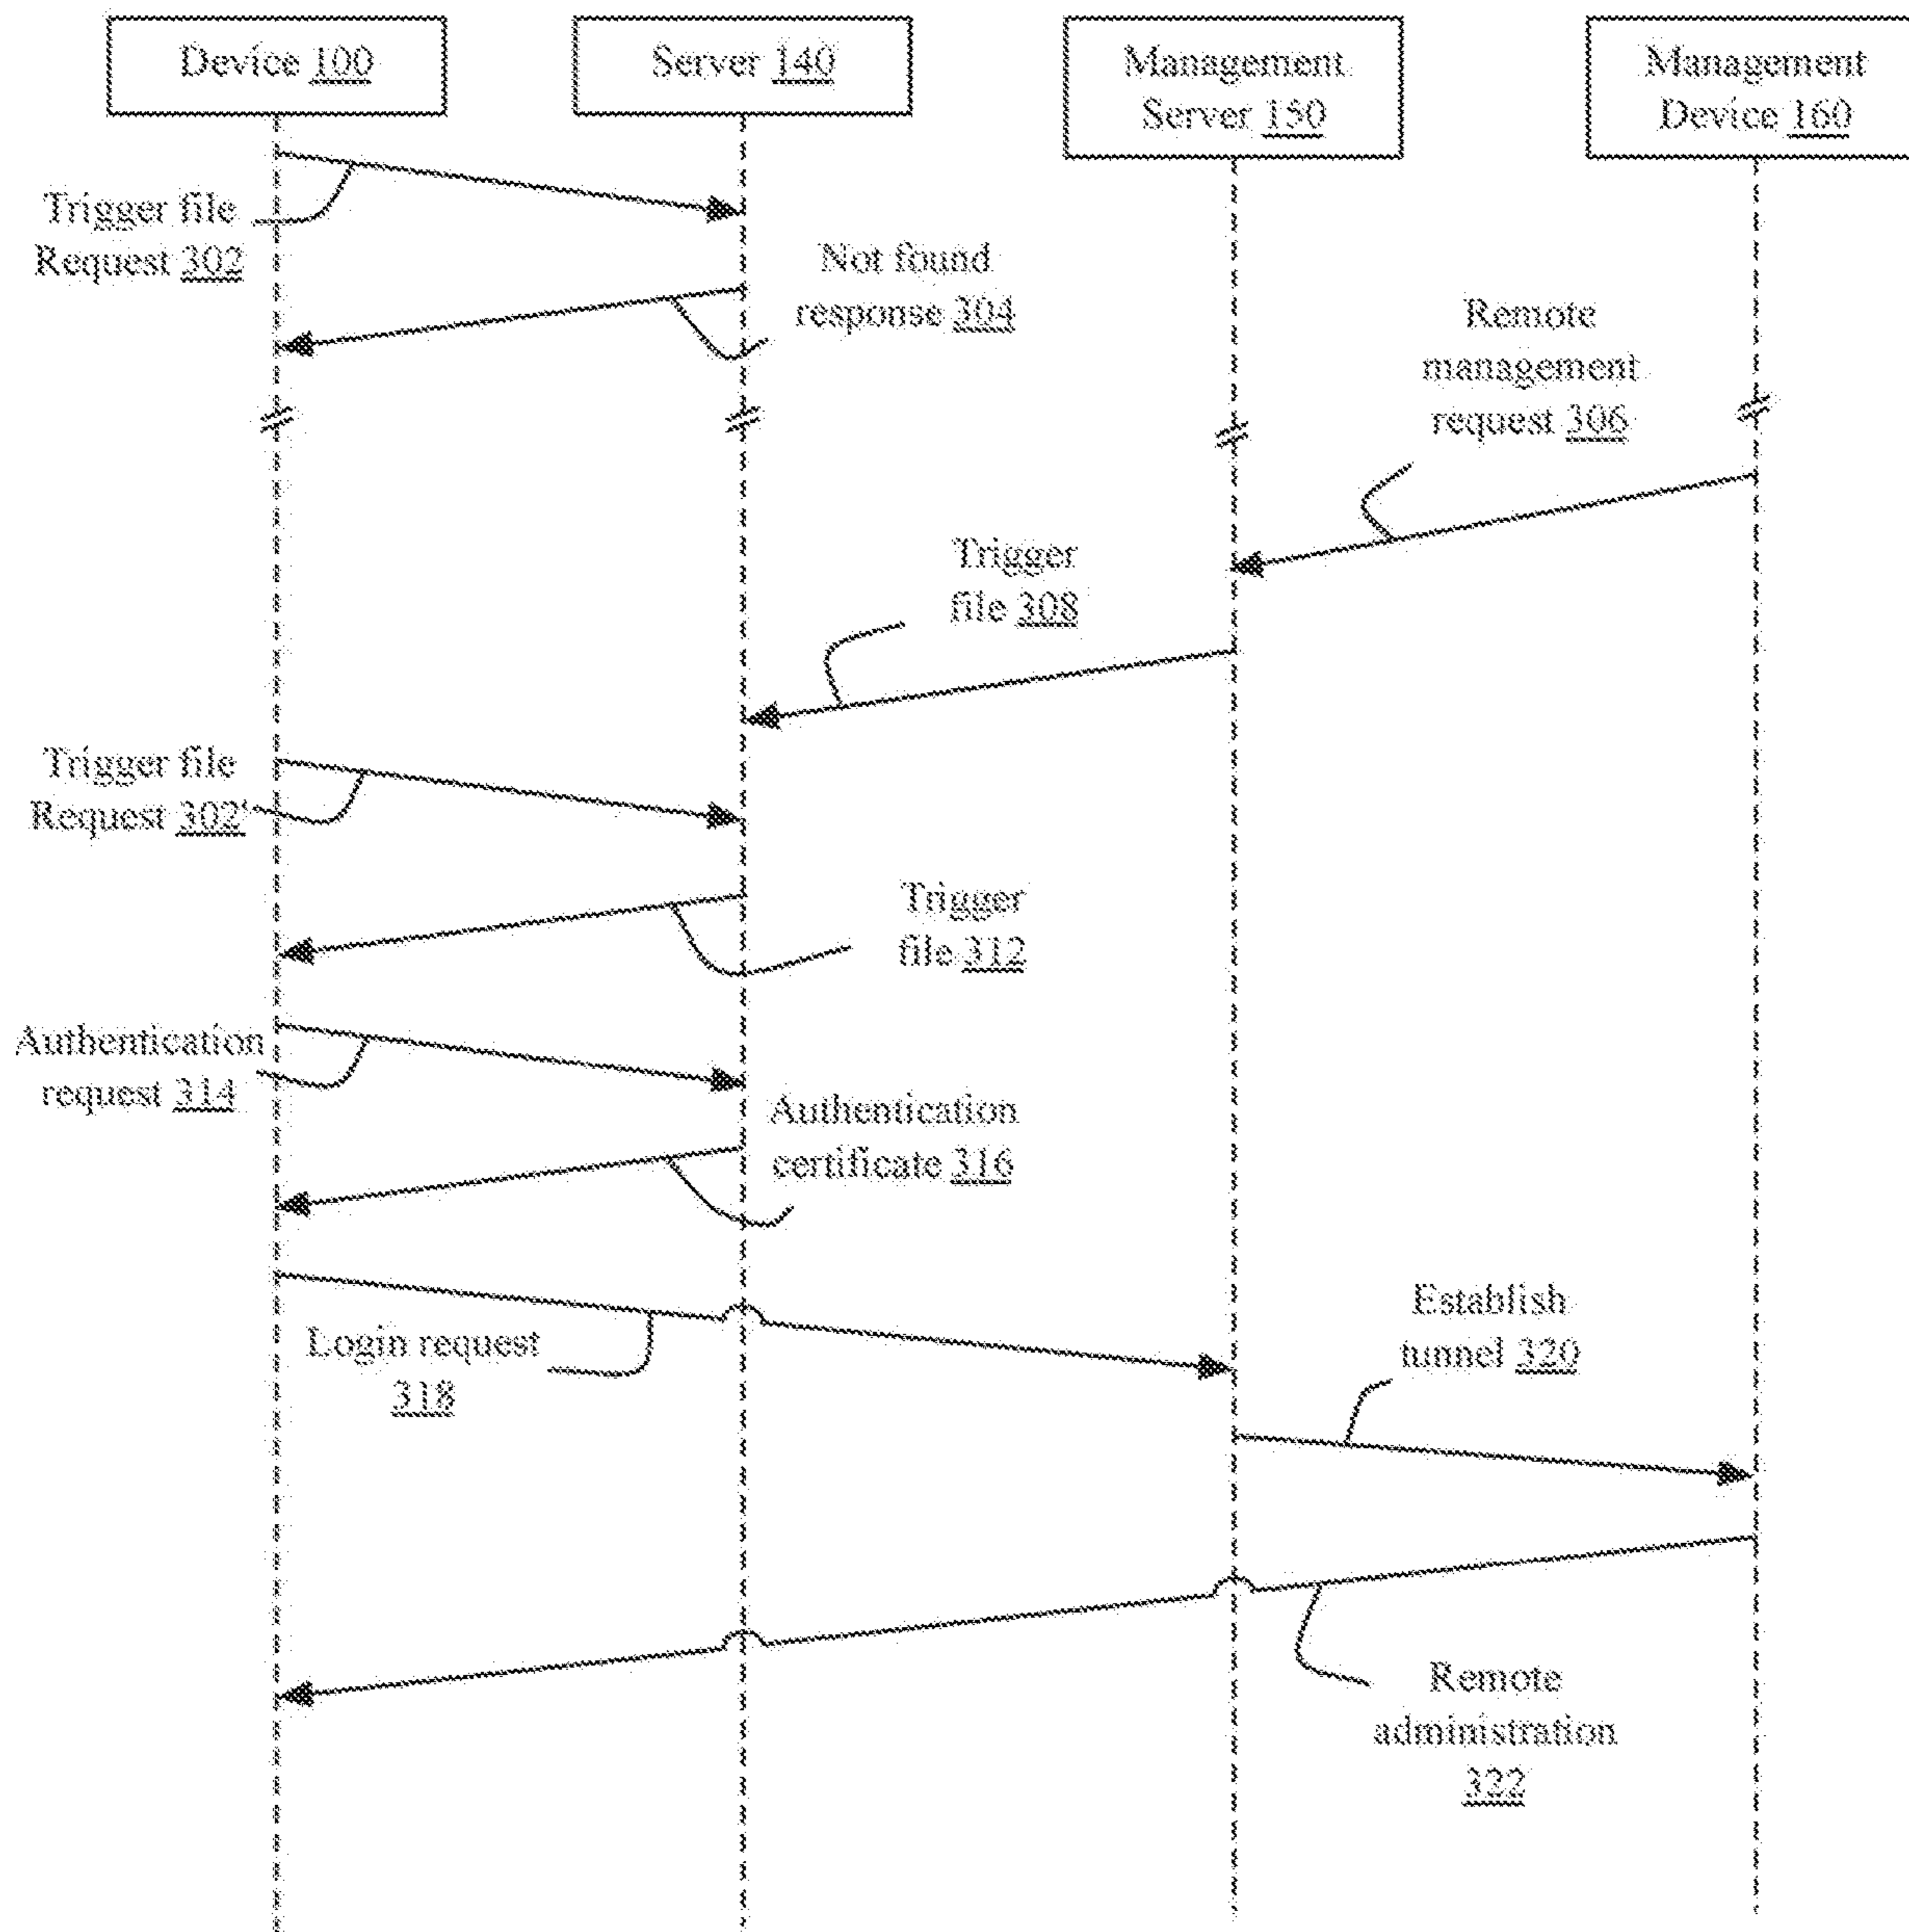 Device 100
Server 140
Management
Server 150
Management
Device 160
Trigger file
Request 302
Not found
response 304
Remote
management
request 306
Trigger
file 308
Trigger file
Request 302'
Trigger
file 312
Authentication
request 314
Authentication
certificate 316
Login request
318
Establish
tunnel 320
Remote
administration
322